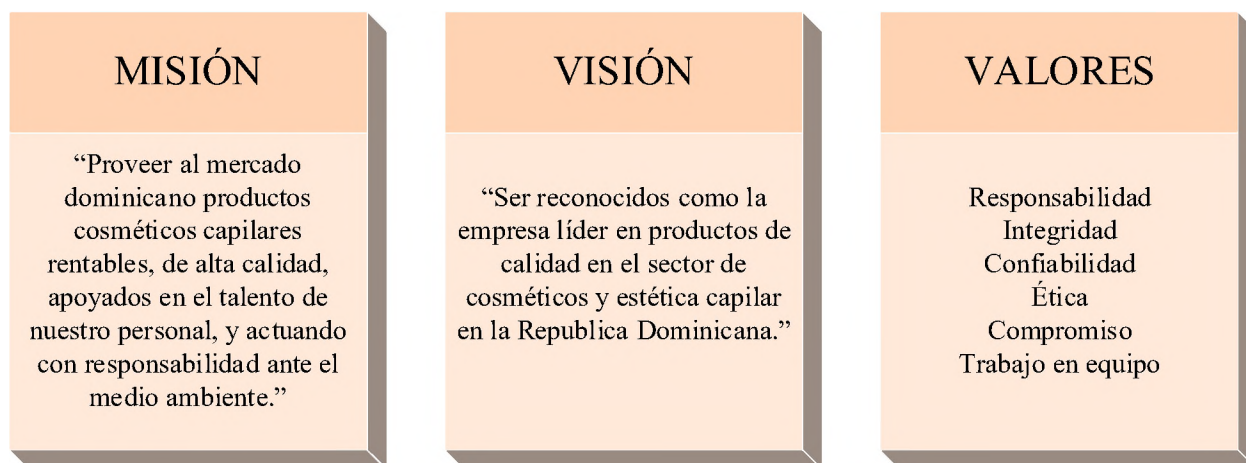 MISIÓN
“Proveer al mercado
dominicano productos
cosméticos capilares
rentables, de alta calidad,
apoyados en el talento de
nuestro personal, y actuando
con responsabilidad ante el
medio ambiente.”
VISIÓN
“Ser reconocidos como la
empresa líder en productos de
calidad en el sector de
cosméticos y estética capilar
en la Republica Dominicana.”
VALORES
Responsabilidad
Integridad
Confiabilidad
Ética
Compromiso
Trabajo en equipo